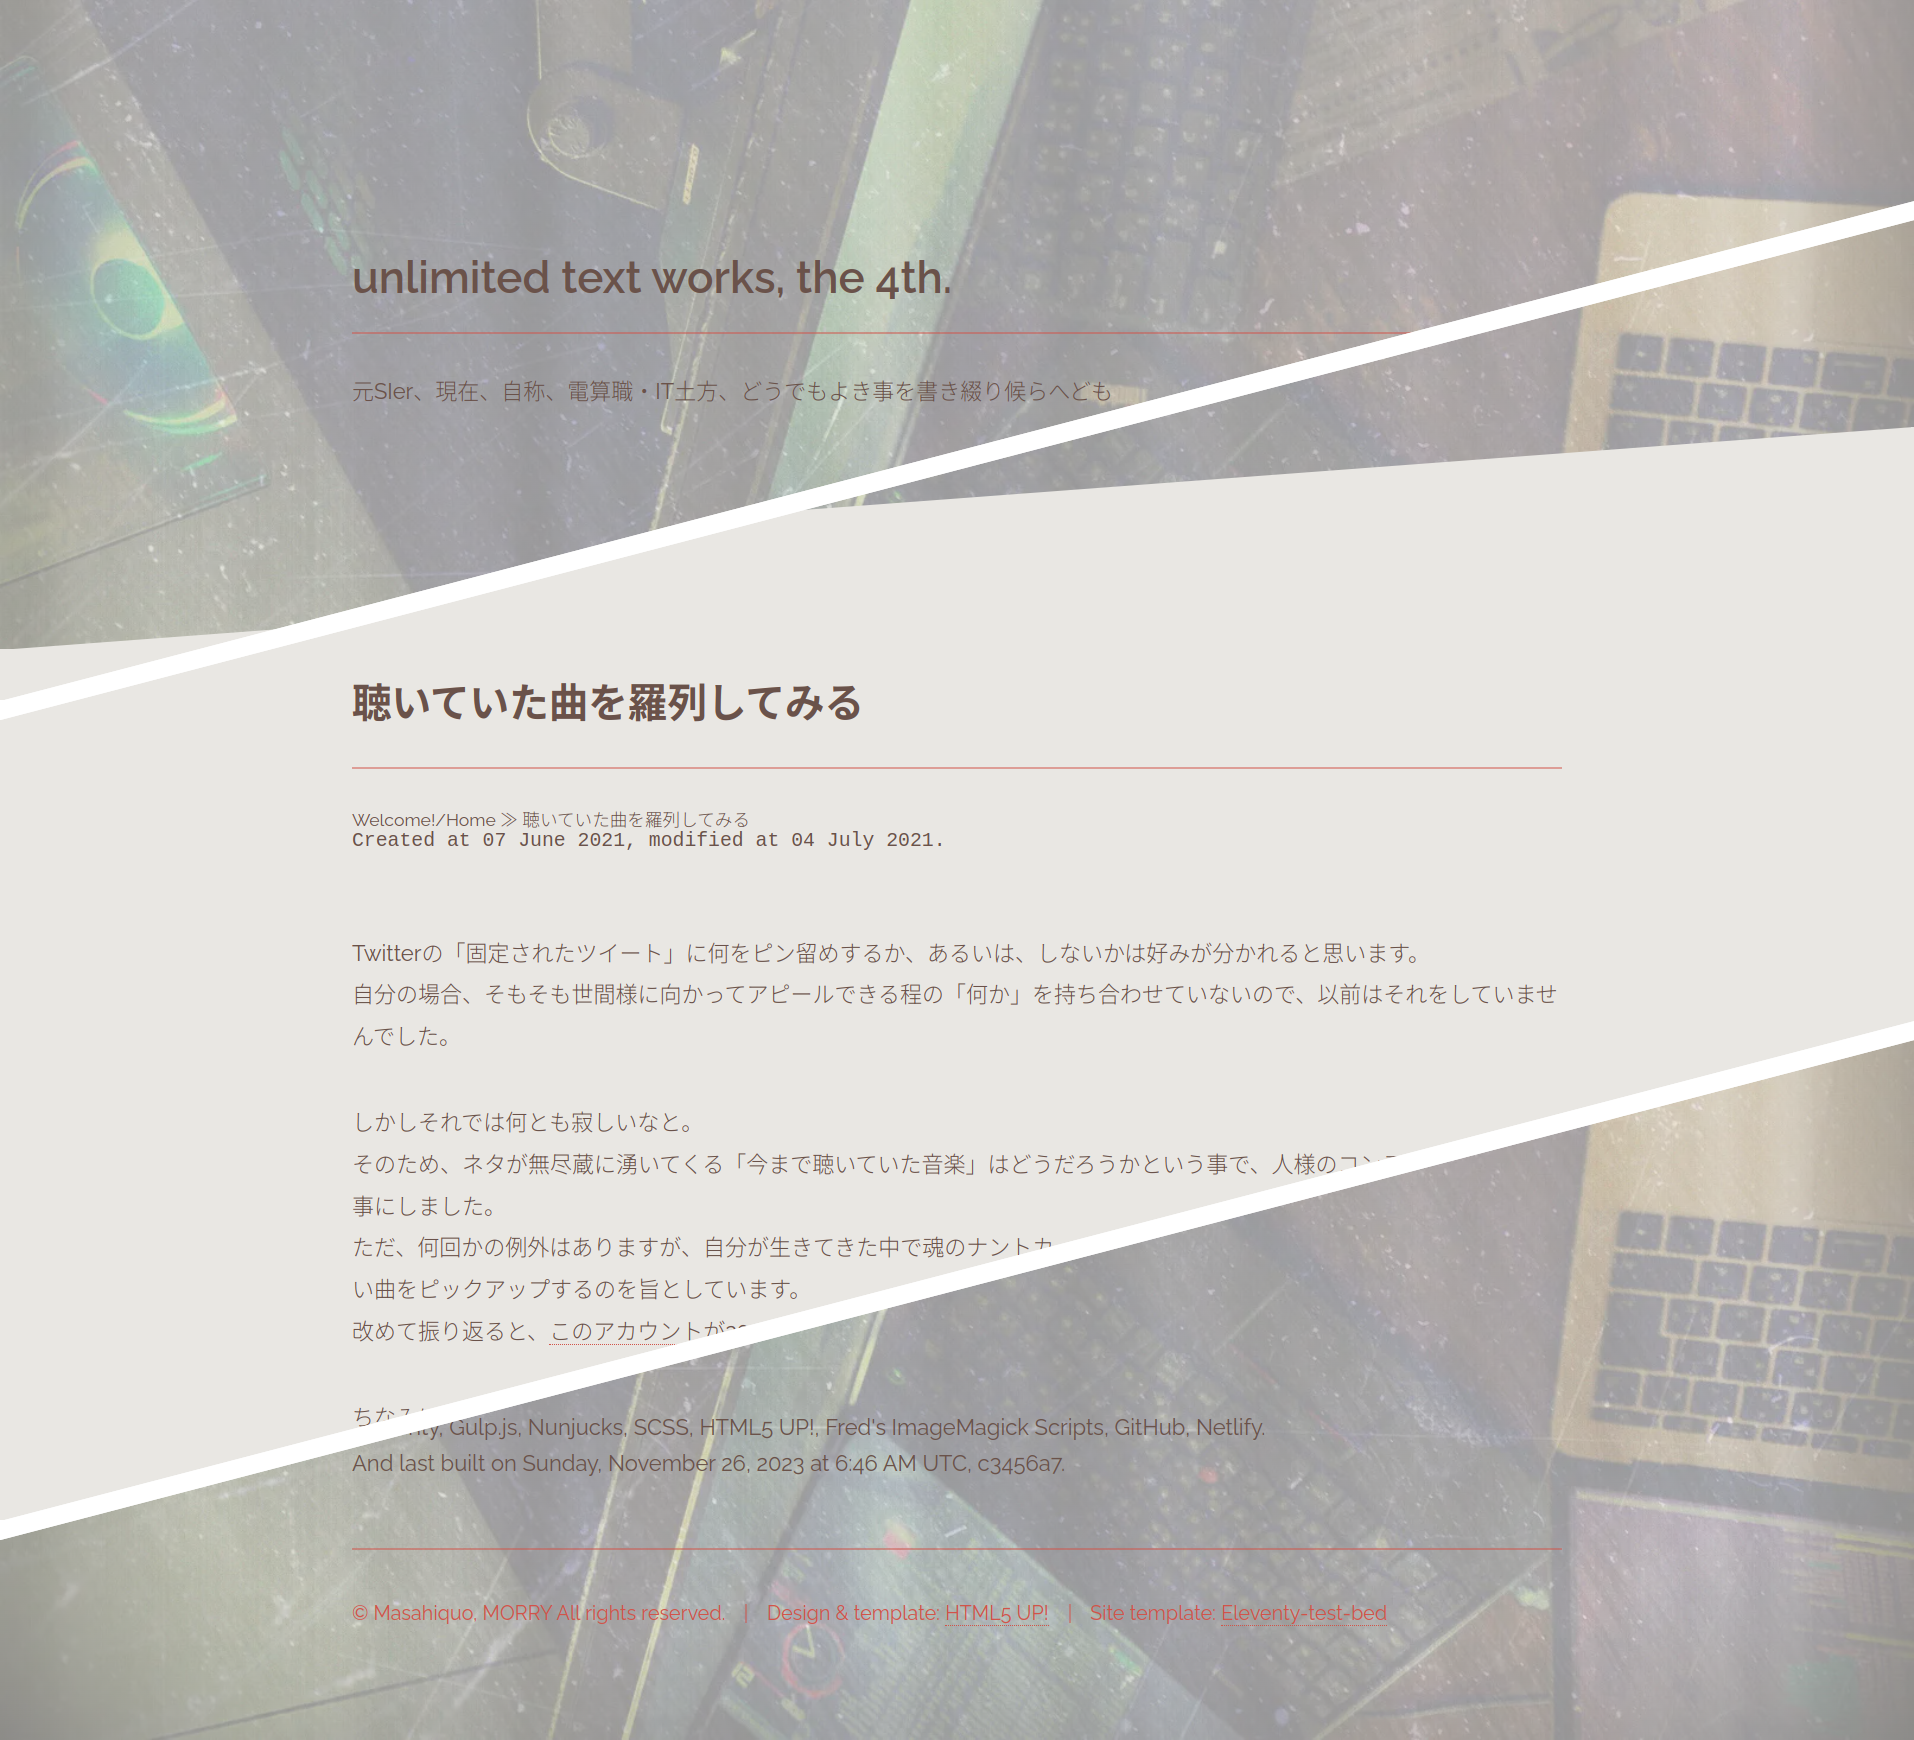 unlimited text works, the 4th.
元SIer、現在、自称、電算職・IT土方、どうでもよき事を書き綴り候らへども
聴いていた曲を羅列してみる
Welcome!/Home ≫ 聴いていた曲を羅列してみる
Created at 07 June 2021, modified at 04 July 2021.
Twitterの「固定されたツイート」に何をピン留めするか、あるいは、しないかは好みが分かれると思います。
自分の場合、そもそも世間様に向かってアピールできる程の「何か」を持ち合わせていないので、以前はそれをしていませ
んでした。
しかしそれでは何とも寂しいなと。
そのため、ネタが無尽蔵に湧いてくる「今まで聴いていた音楽」はどうだろうかという事で、人様のコン
事にしました。
ただ、何回かの例外はありますが、自分が生きてきた中で魂のナントカ
い曲をピックアップするのを旨としています。
改めて振り返ると、このアカウントが
ちなみに
Gulp.js, Nunjucks, SCSS, HTML5 UP!, Fred's ImageMagick Scripts, GitHub, Netlify.
And last built on Sunday, November 26, 2023 at 6:46 AM UTC, c3456a7.
© Masahiquo, MORRY All rights reserved. | Design & template: HTML5 UP! | Site template: Eleventy-test-bed